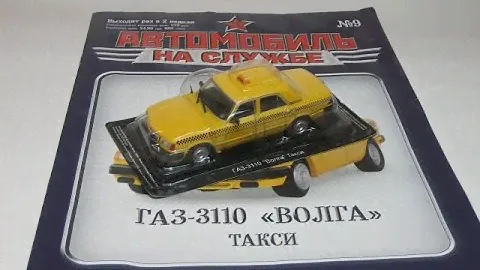 Выходит раз в 2 недели
№9
АВТОМОБИЛЬ
НА СЛУЖБЕ
ГАЗ-3110 "Волга" Такси
ГАЗ-3110 «ВОЛГА»
ТАКСИ